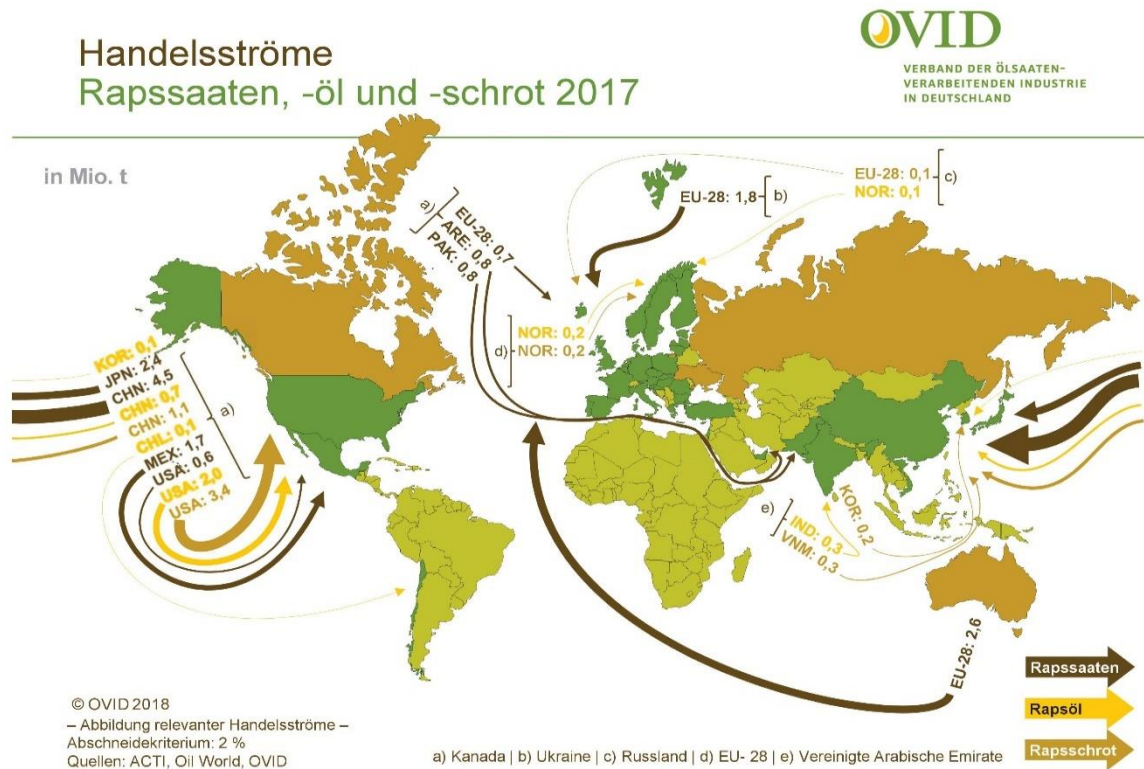 Handelsströme
Rapssaaten, -öl und -schrot 2017
OVID
VERBAND DER ÖLSAATEN-
VERARBEITENDEN INDUSTRIE
IN DEUTSCHLAND
in Mio. t
a)
EU-28: 0,7
ARE: 0,8
PAK: 0,8
EU-28: 1,8
b)
EU-28: 0,1
NOR: 0,1
c)
d)
NOR: 0,2
NOR: 0,2
KOR: 0,1
JPN: 2,4
CHN: 4,5
CHN: 0,7
CHN: 1,1
CHL: 0,1
MEX: 1,7
USA: 0,6
USA: 2,0
USA: 3,4
a)
e)
IND: 0,3
VNM: 0,3
KOR: 0,2
EU-28: 2,6
Rapssaaten
Rapsöl
Rapsschrot
© OVID 2018
– Abbildung relevanter Handelsströme –
Abschneidekriterium: 2 %
Quellen: ACTI, Oil World, OVID
a) Kanada | b) Ukraine | c) Russland | d) EU- 28 | e) Vereinigte Arabische Emirate